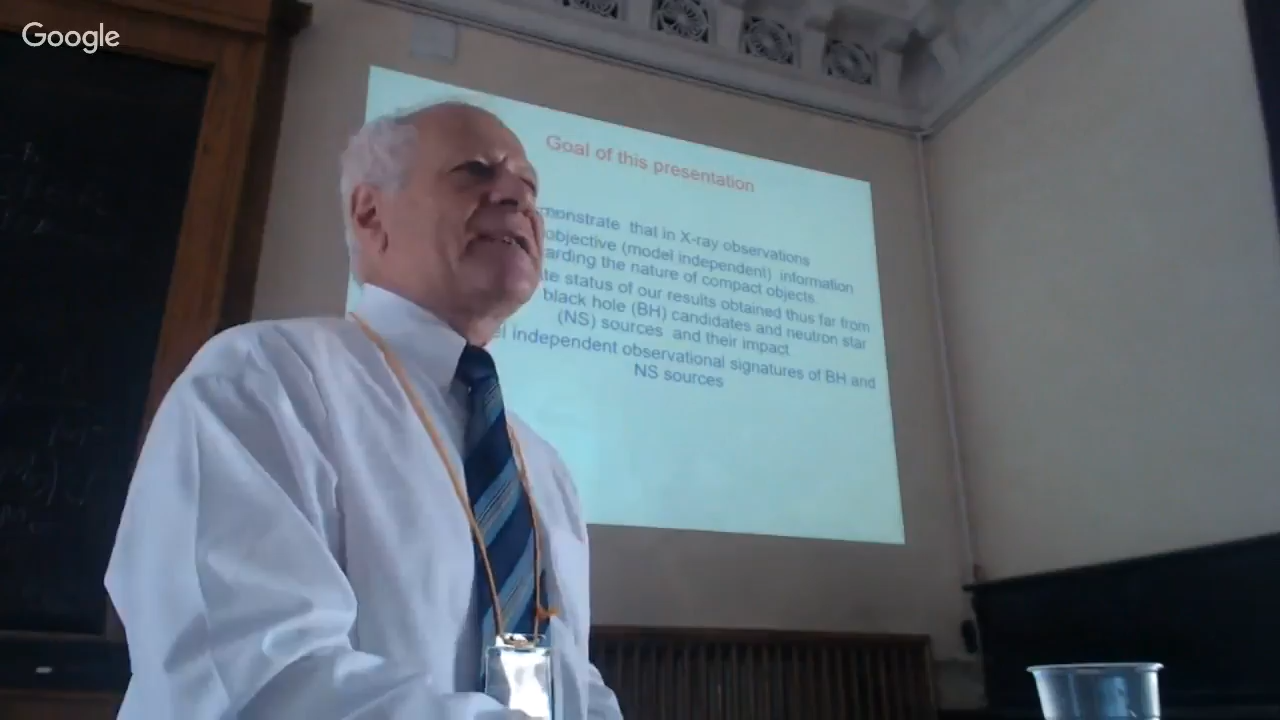 Google
Goal of this presentation
monstrate that in X-ray observations
objective (model independent) information
arding the nature of compact objects.
te status of our results obtained thus far from
black hole (BH) candidates and neutron star
(NS) sources and their impact
el independent observational signatures of BH and
NS sources